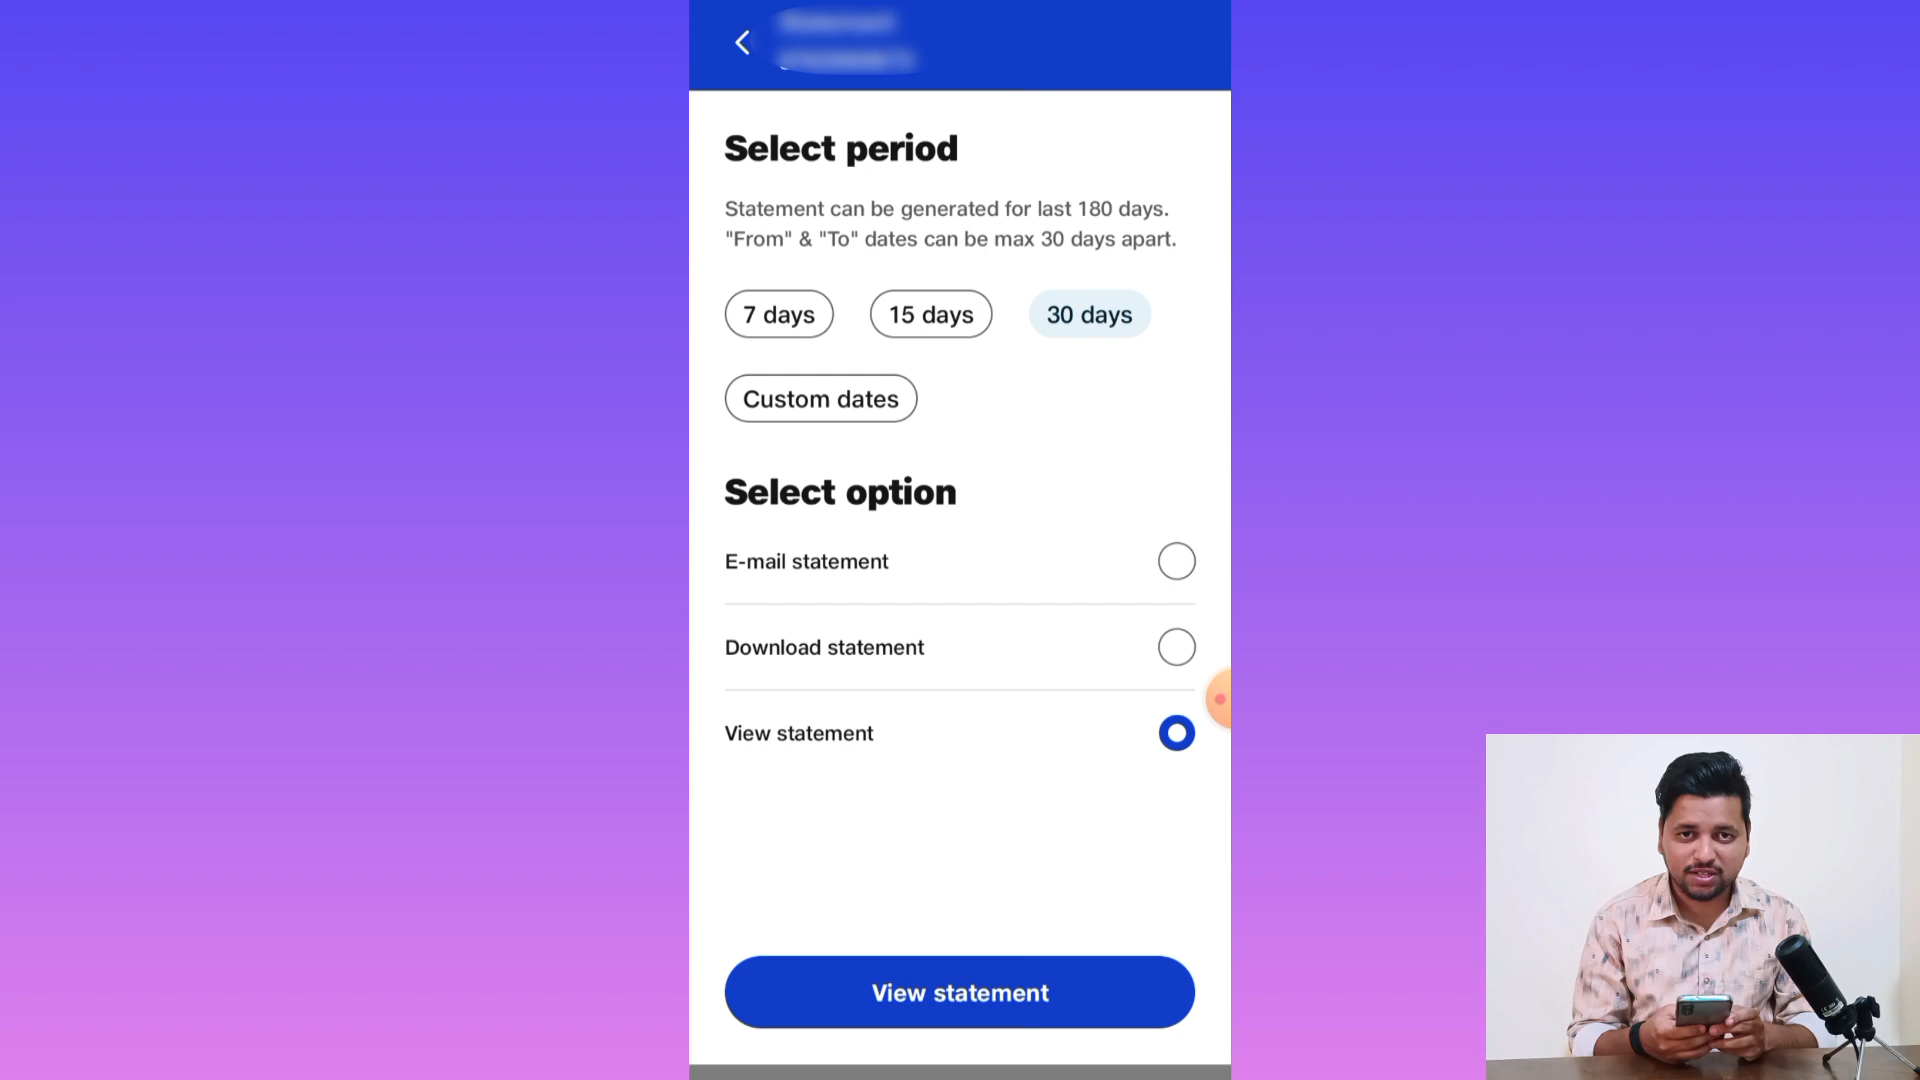 Select period
Statement can be generated for last 180 days.
"From" & "To" dates can be max 30 days apart.
7 days
15 days
30 days
Custom dates
Select option
E-mail statement
Download statement
View statement
View statement